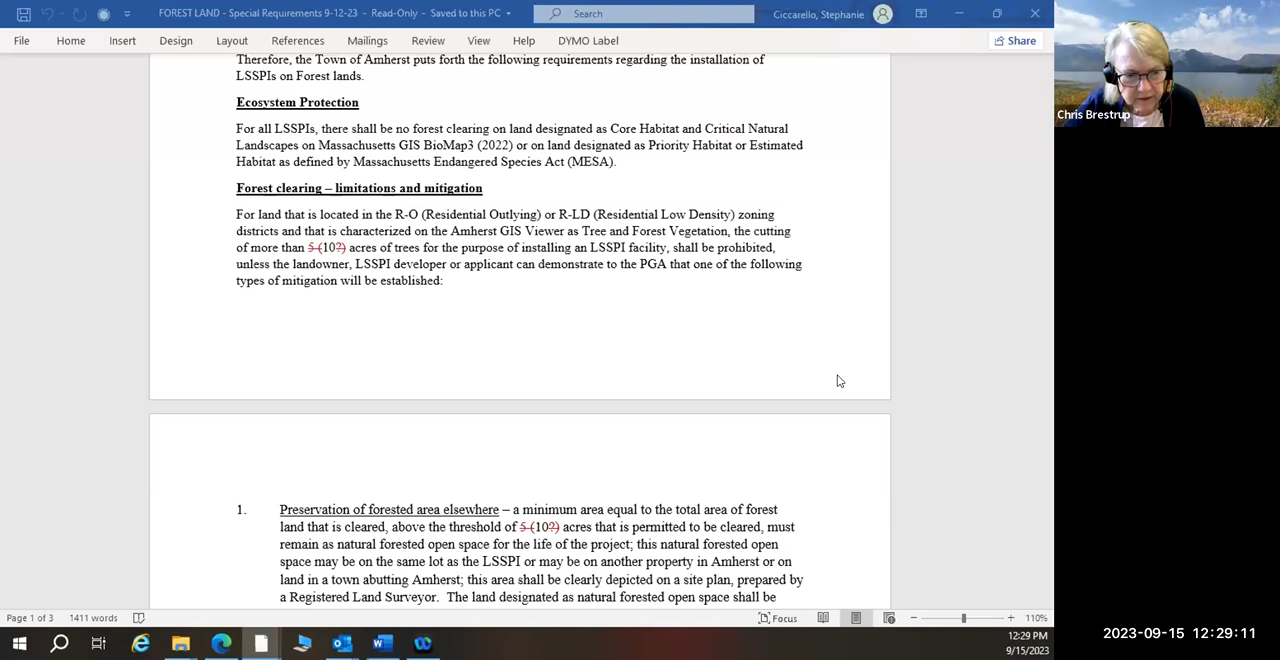 FOREST LAND - Special Requirements 9-12-23 - Read-Only - Saved to this PC
Search
Ciccarello, Stephanie
File Home Insert Design Layout References Mailings Review View Help DYMO Label
Share
Therefore, the Town of Amherst puts forth the following requirements regarding the installation of
LSSPIs on Forest lands.
Ecosystem Protection
For all LSSPIs, there shall be no forest clearing on land designated as Core Habitat and Critical Natural
Landscapes on Massachusetts GIS BioMap3 (2022) or on land designated as Priority Habitat or Estimated
Habitat as defined by Massachusetts Endangered Species Act (MESA).
Forest clearing – limitations and mitigation
For land that is located in the R-O (Residential Outlying) or R-LD (Residential Low Density) zoning
districts and that is characterized on the Amherst GIS Viewer as Tree and Forest Vegetation, the cutting
of more than 5 (10?) acres of trees for the purpose of installing an LSSPI facility, shall be prohibited,
unless the landowner, LSSPI developer or applicant can demonstrate to the PGA that one of the following
types of mitigation will be established:
1. Preservation of forested area elsewhere – a minimum area equal to the total area of forest
land that is cleared, above the threshold of 5 (10?) acres that is permitted to be cleared, must
remain as natural forested open space for the life of the project; this natural forested open
space may be on the same lot as the LSSPI or may be on another property in Amherst or on
land in a town abutting Amherst; this area shall be clearly depicted on a site plan, prepared by
a Registered Land Surveyor. The land designated as natural forested open space shall be
Page 1 of 3 1411 words
Focus
110%
12:29 PM
9/15/2023
Chris Brestrup
2023-09-15 12:29:11